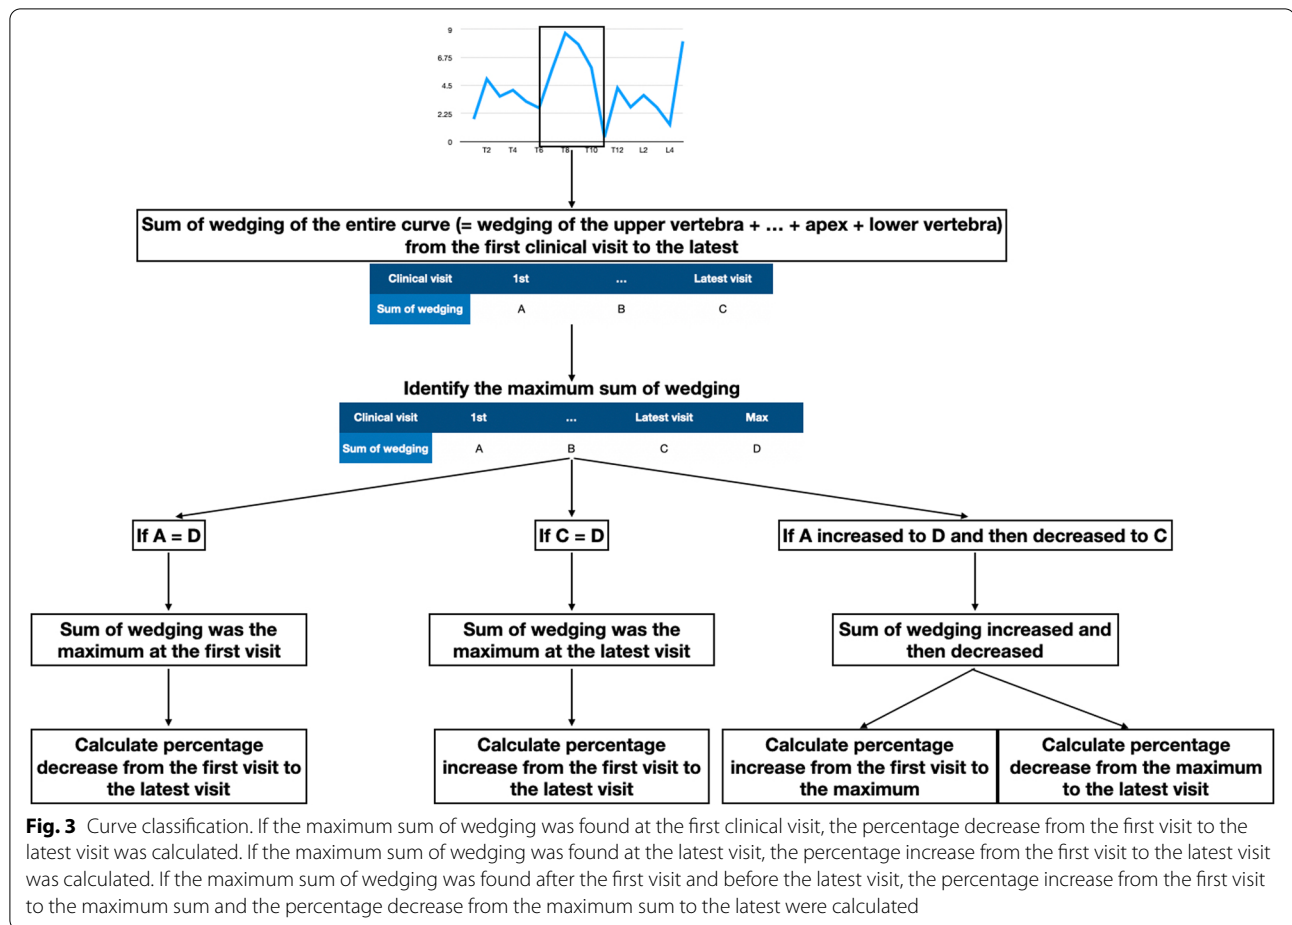 9
6.75
4.5
2.25
0
T2 T4 T6 T8 T10 T12 L2 L4
Sum of wedging of the entire curve (= wedging of the upper vertebra + ... + apex + lower vertebra)
from the first clinical visit to the latest
Clinical visit 1st ... Latest visit
Sum of wedging A B C
Identify the maximum sum of wedging
Clinical visit 1st ... Latest visit Max
Sum of wedging A B C D
If A = D
If C = D
If A increased to D and then decreased to C
Sum of wedging was the
maximum at the first visit
Sum of wedging was the
maximum at the latest visit
Sum of wedging increased and
then decreased
Calculate percentage
decrease from the first visit to
the latest visit
Calculate percentage
increase from the first visit to
the latest visit
Calculate percentage
increase from the first visit to
the maximum
Calculate percentage
decrease from the maximum
to the latest visit
Fig. 3 Curve classification. If the maximum sum of wedging was found at the first clinical visit, the percentage decrease from the first visit to the
latest visit was calculated. If the maximum sum of wedging was found at the latest visit, the percentage increase from the first visit to the latest visit
was calculated. If the maximum sum of wedging was found after the first visit and before the latest visit, the percentage increase from the first visit
to the maximum sum and the percentage decrease from the maximum sum to the latest were calculated